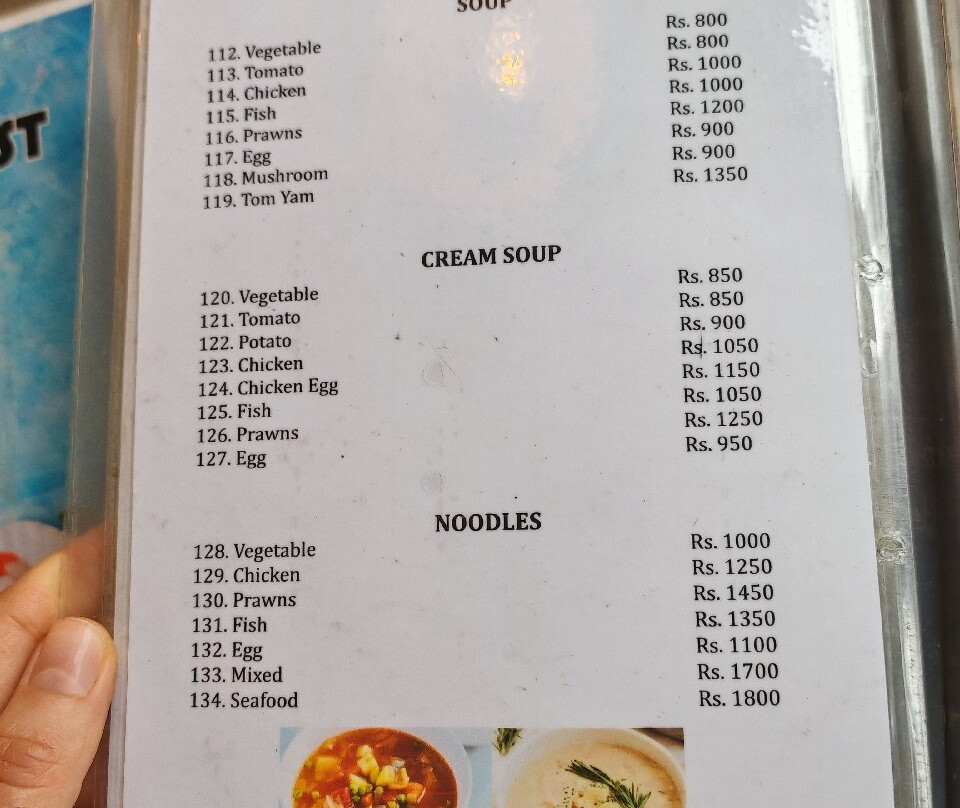 ST
SOUP
112. Vegetable Rs. 800
113. Tomato Rs. 800
114. Chicken Rs. 1000
115. Fish Rs. 1000
116. Prawns Rs. 1200
117. Egg Rs. 900
118. Mushroom Rs. 900
119. Tom Yam Rs. 1350
CREAM SOUP
120. Vegetable Rs. 850
121. Tomato Rs. 850
122. Potato Rs. 900
123. Chicken Rs. 1050
124. Chicken Egg Rs. 1150
125. Fish Rs. 1050
126. Prawns Rs. 1250
127. Egg Rs. 950
NOODLES
128. Vegetable Rs. 1000
129. Chicken Rs. 1250
130. Prawns Rs. 1450
131. Fish Rs. 1350
132. Egg Rs. 1100
133. Mixed Rs. 1700
134. Seafood Rs. 1800